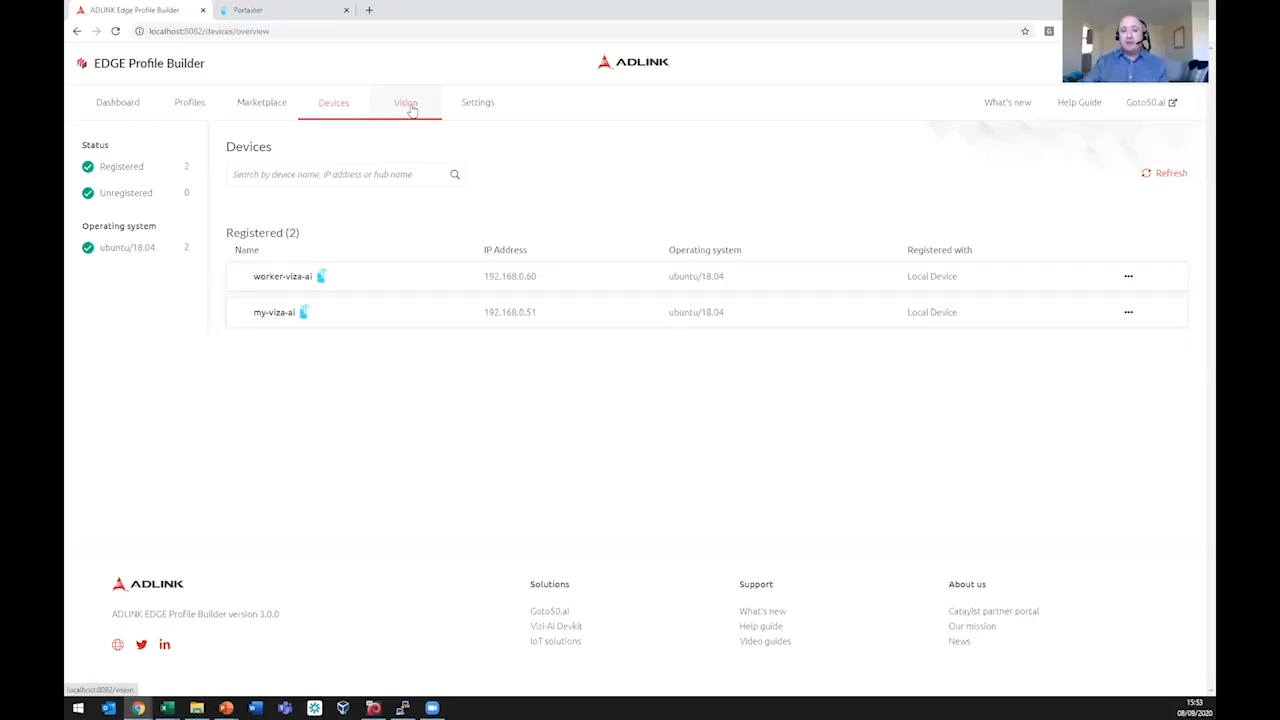 ADLINK Edge Profile Builder
Portainer
localhost:8082/devices/overview
EDGE Profile Builder
ADLINK
Dashboard
Profiles
Marketplace
Devices
Vision
Settings
What's new
Help Guide
Goto50.ai
Status
Registered 2
Unregistered 0
Operating system
ubuntu/18.04 2
Devices
Search by device name, IP address or hub name
Refresh
Registered (2)
Name IP Address Operating system Registered with
worker-viza-ai 192.168.0.60 ubuntu/18.04 Local Device
my-viza-ai 192.168.0.51 ubuntu/18.04 Local Device
ADLINK
ADLINK EDGE Profile Builder version 3.0.0
Solutions
Goto50.ai
Vizi-Ai Devkit
IoT solutions
Support
What's new
Help guide
Video guides
About us
Cataylst partner portal
Our mission
News
localhost:8082/vision
15:53
08/09/2020